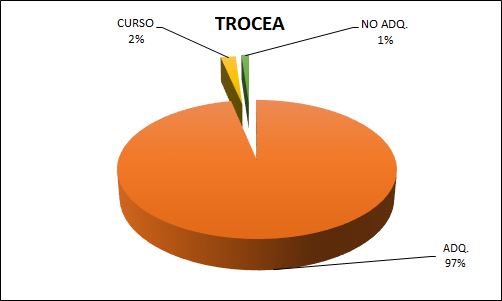 TROCEA
CURSO
2%
NO ADQ.
1%
ADQ.
97%